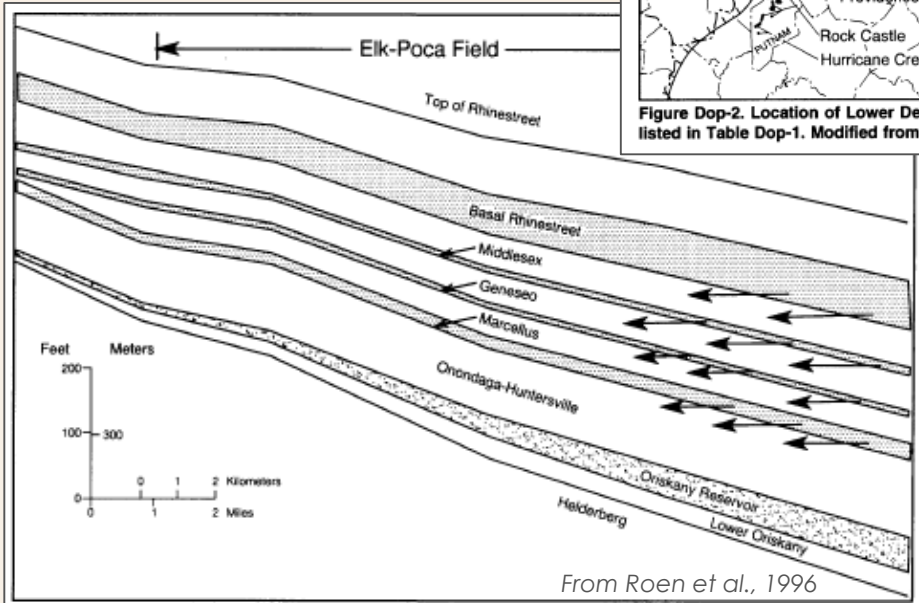 Elk-Poca Field
Top of Rhinestreet
Rock Castle
PUTNAM
Hurricane Cre
Figure Dop-2. Location of Lower De
listed in Table Dop-1. Modified from
Basal Rhinestreet
Middlesex
Geneseo
Marcellus
Onondaga-Huntersville
Oriskany Reservoir
Lower Oriskany
Helderberg
Feet Meters
200
100
300
0
0 1 2 Kilometers
0 1 2 Miles
From Roen et al., 1996